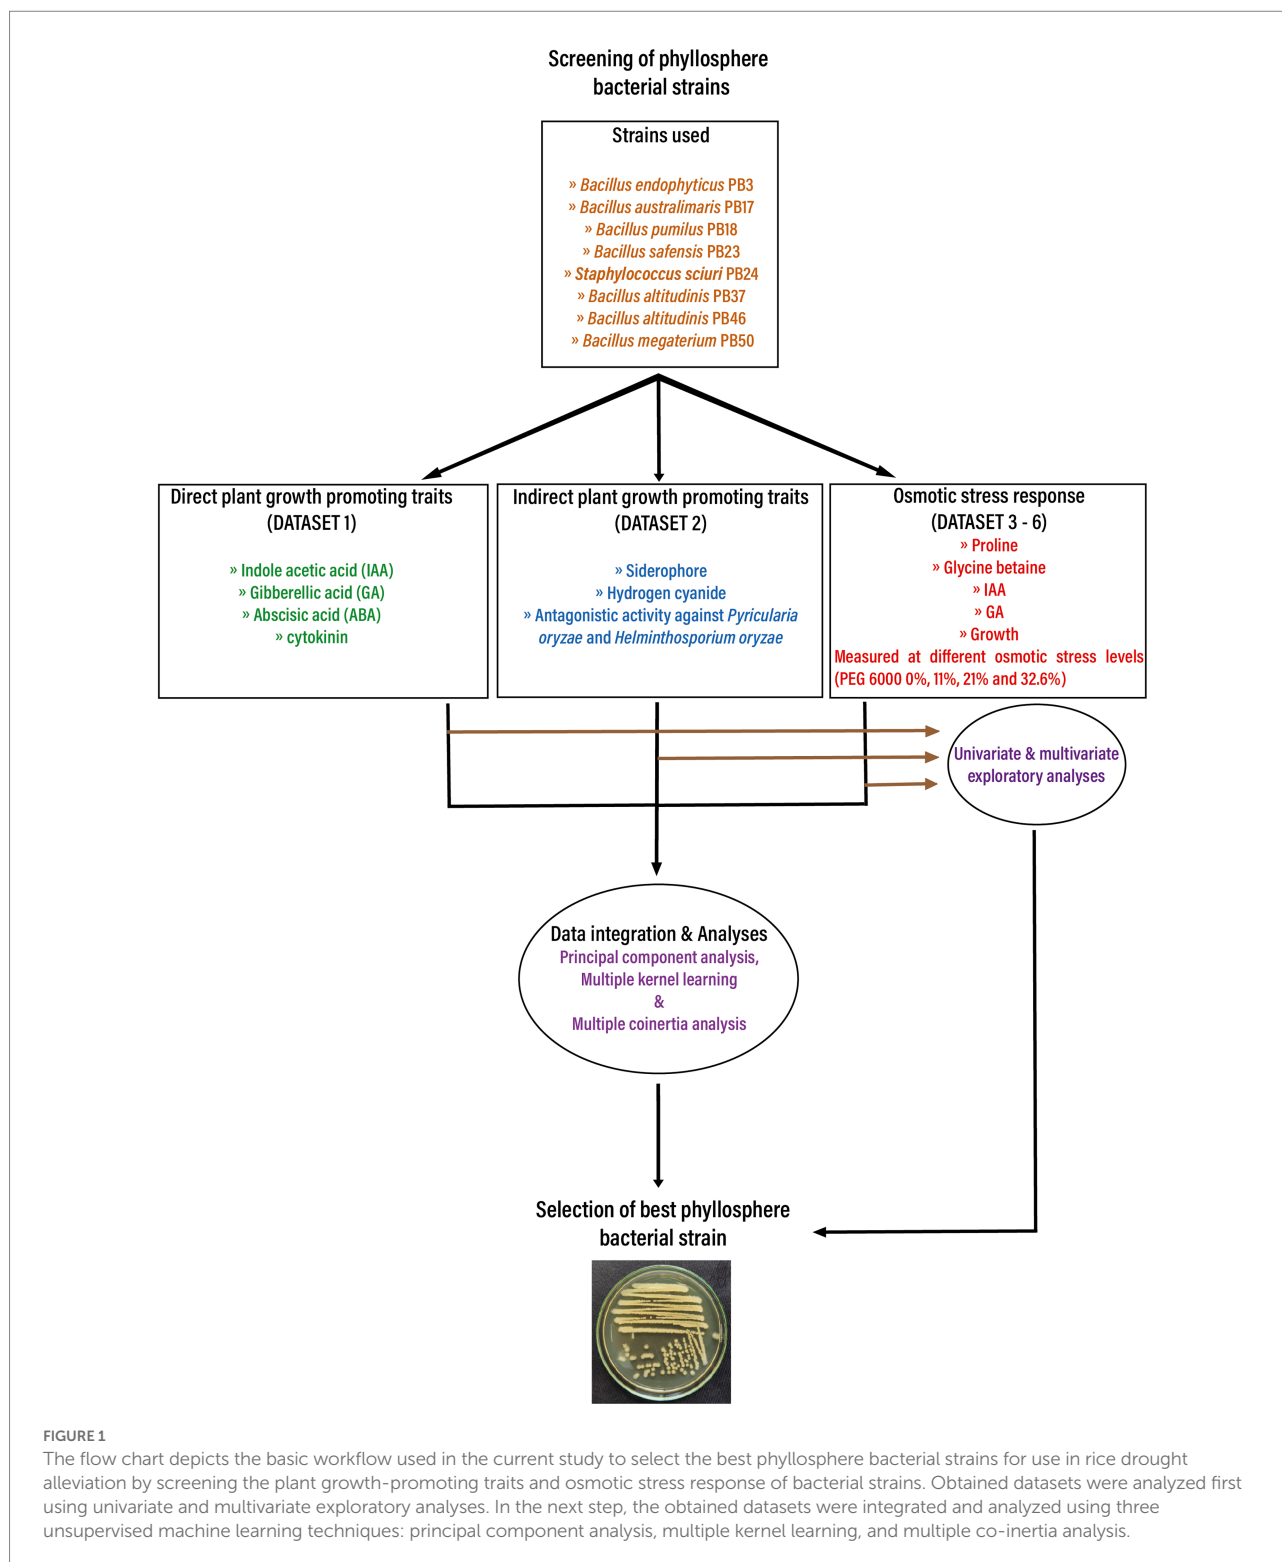 Screening of phyllosphere
bacterial strains
Strains used
» Bacillus endophyticus PB3
» Bacillus australimaris PB17
» Bacillus pumilus PB18
» Bacillus safensis PB23
» Staphylococcus sciuri PB24
» Bacillus altitudinis PB37
» Bacillus altitudinis PB46
» Bacillus megaterium PB50
Direct plant growth promoting traits
(DATASET 1)
» Indole acetic acid (IAA)
» Gibberellic acid (GA)
» Abscisic acid (ABA)
» cytokinin
Indirect plant growth promoting traits
(DATASET 2)
» Siderophore
» Hydrogen cyanide
» Antagonistic activity against Pyricularia
oryzae and Helminthosporium oryzae
Osmotic stress response
(DATASET 3 - 6)
» Proline
» Glycine betaine
» IAA
» GA
» Growth
Measured at different osmotic stress levels
(PEG 6000 0%, 11%, 21% and 32.6%)
Univariate & multivariate
exploratory analyses
Data integration & Analyses
Principal component analysis,
Multiple kernel learning
&
Multiple coinertia analysis
Selection of best phyllosphere
bacterial strain
FIGURE 1
The flow chart depicts the basic workflow used in the current study to select the best phyllosphere bacterial strains for use in rice drought
alleviation by screening the plant growth-promoting traits and osmotic stress response of bacterial strains. Obtained datasets were analyzed first
using univariate and multivariate exploratory analyses. In the next step, the obtained datasets were integrated and analyzed using three
unsupervised machine learning techniques: principal component analysis, multiple kernel learning, and multiple co-inertia analysis.